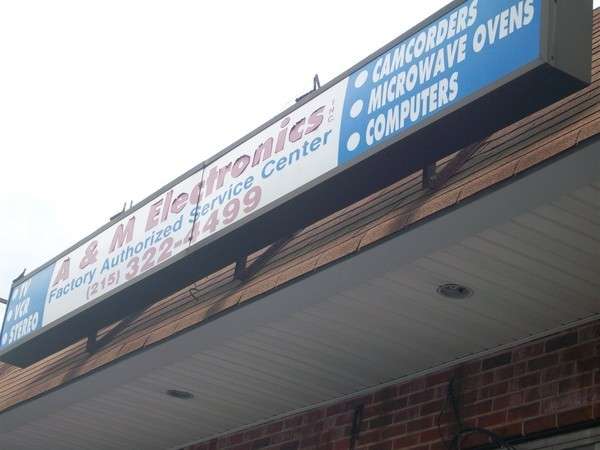 • TV
• VCR
• STEREO
A & M Electronics INC.
Factory Authorized Service Center
(215) 322-4499
• CAMCORDERS
• MICROWAVE OVENS
• COMPUTERS